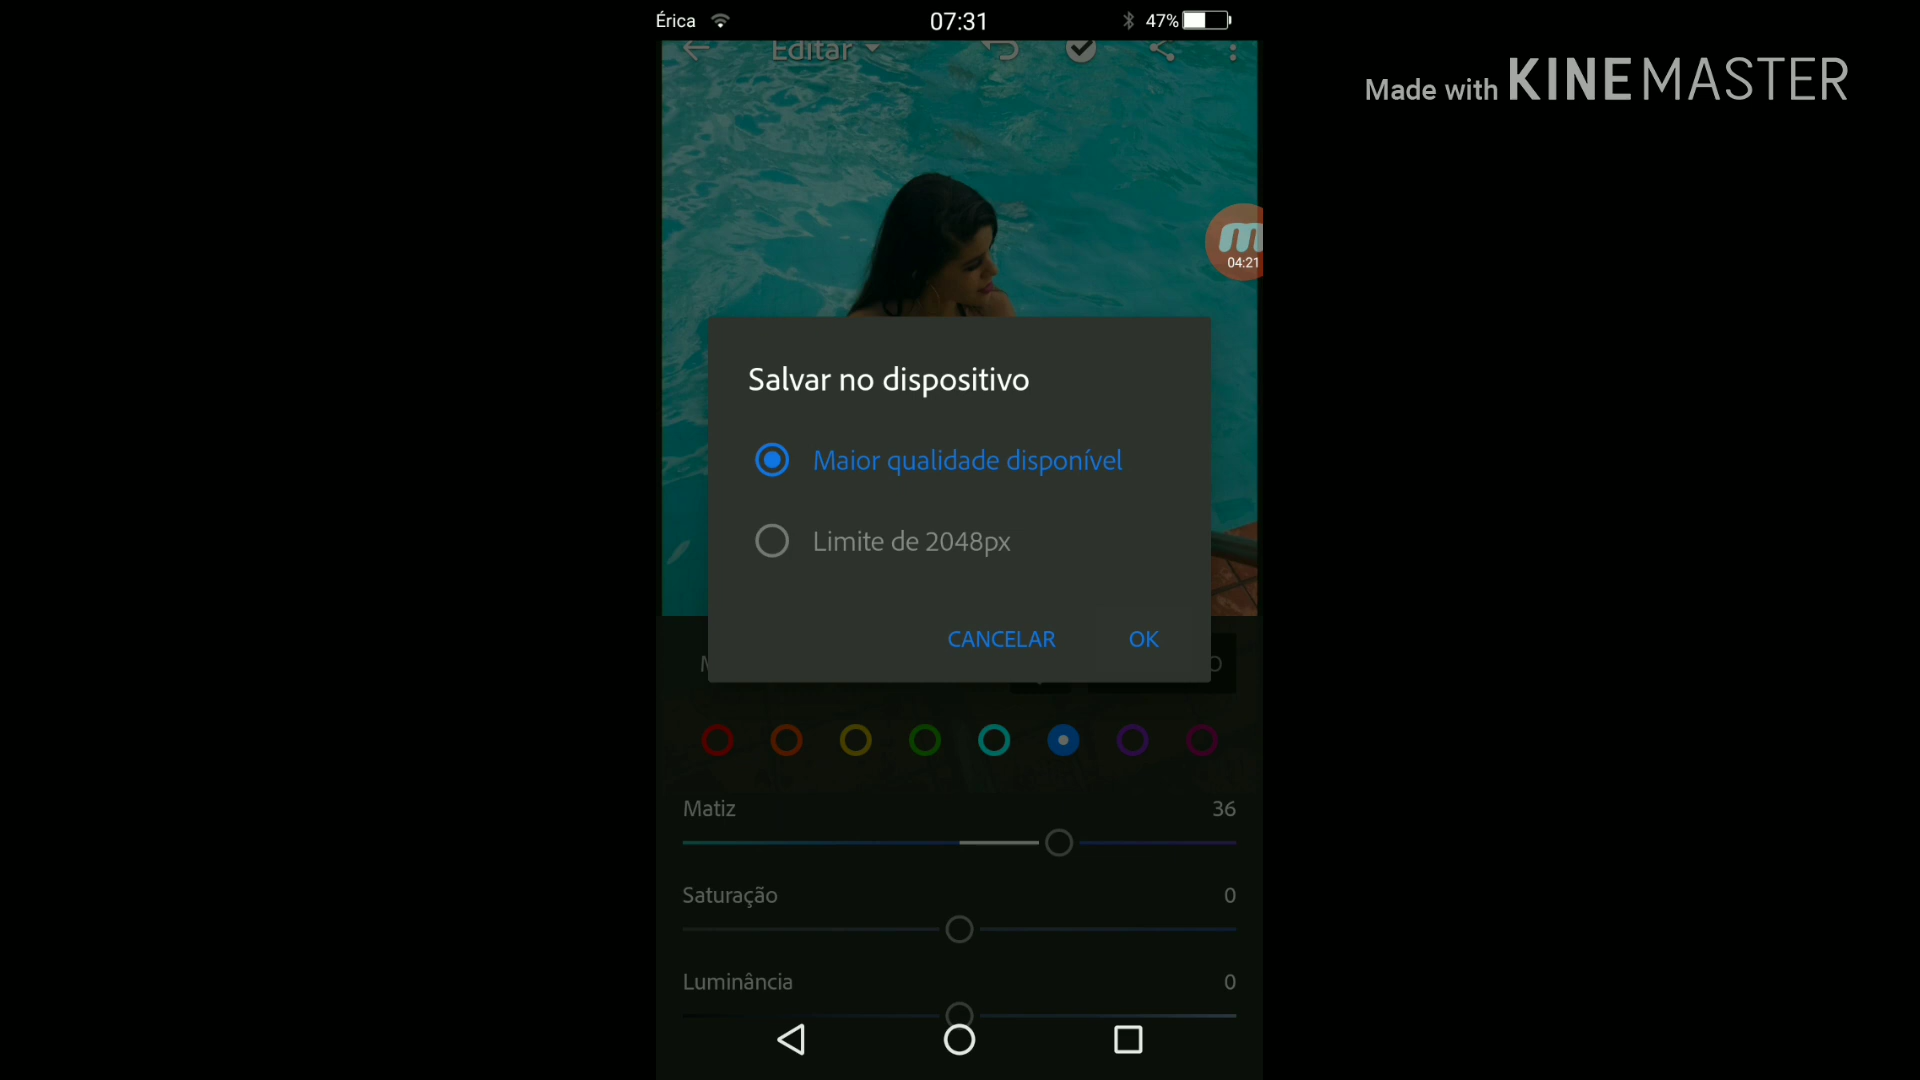 Érica 07:31 47%
Editar
Made with KINEMASTER
m
04:21
Salvar no dispositivo
Maior qualidade disponível
Limite de 2048px
CANCELAR OK
Matiz 36
Saturação 0
Luminância 0